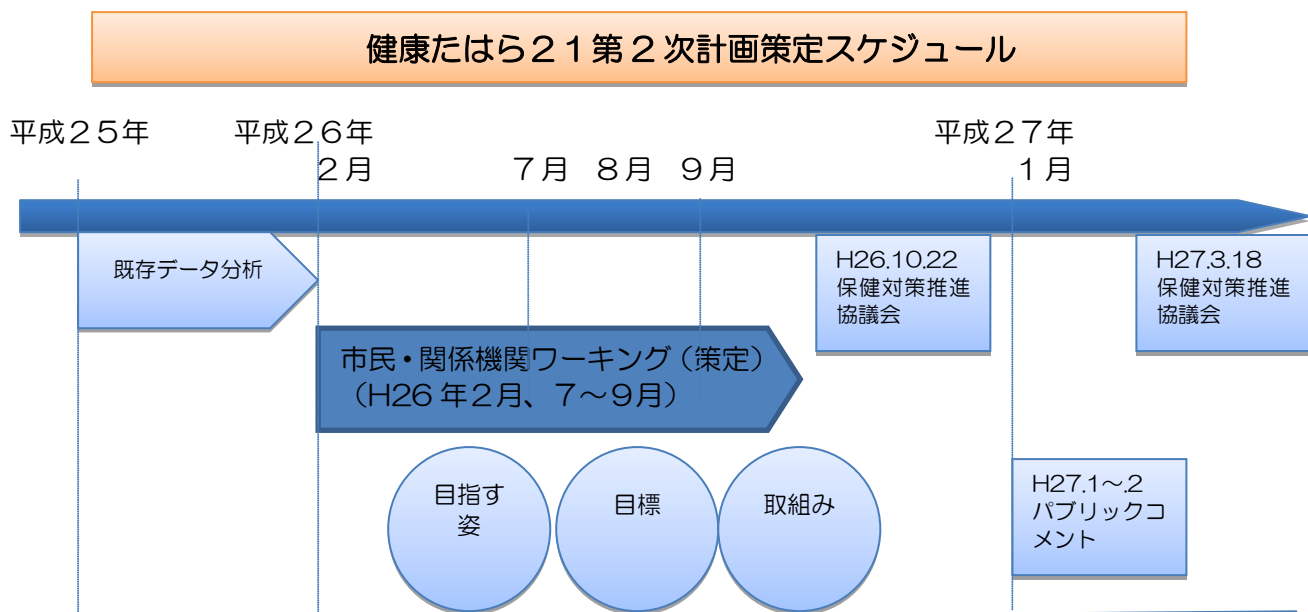 健康たはら２１第２次計画策定スケジュール
平成２５年
平成２６年
２月
７月
８月
９月
平成２７年
１月
既存データ分析
H26.10.22
保健対策推進
協議会
H27.3.18
保健対策推進
協議会
市民・関係機関ワーキング（策定）
（H26年２月、７～９月）
目指す
姿
目標
取組み
H27.1～.2
パブリックコ
メント